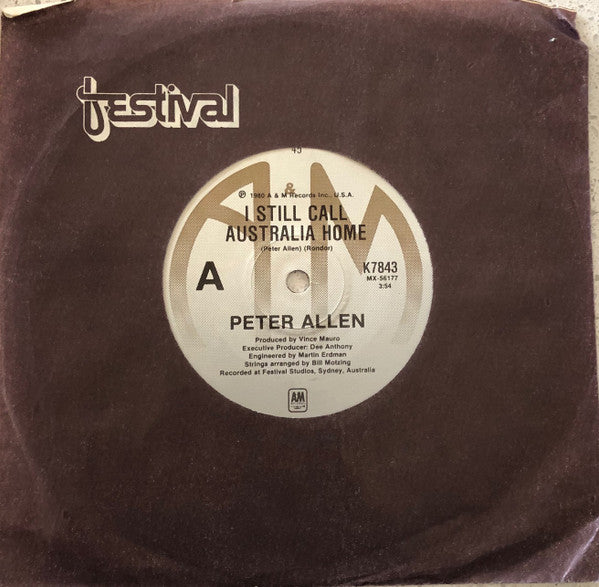 festival
45
A&M
℗ 1980 A & M Records Inc., U.S.A.
I STILL CALL
AUSTRALIA HOME
(Peter Allen) (Rondor)
A
K7843
MX-56177
3:54
PETER ALLEN
Produced by Vince Mauro
Executive Producer: Dee Anthony
Engineered by Martin Erdman
Strings arranged by Bill Motzing
Recorded at Festival Studios, Sydney, Australia
AM